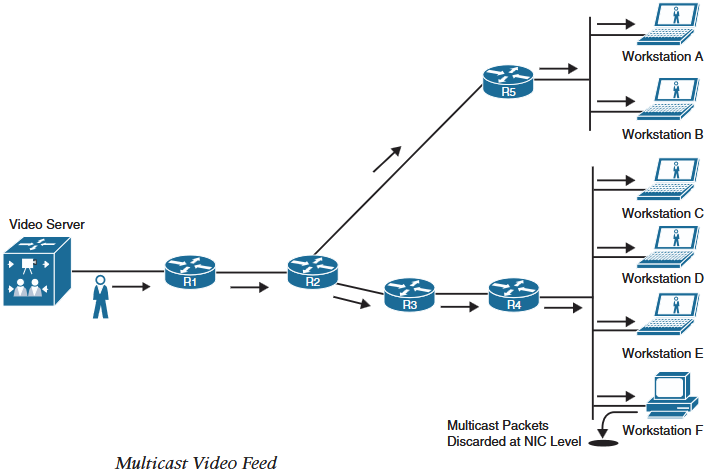 Workstation A
R5
Workstation B
Workstation C
Video Server
R1
R2
Workstation D
R3
R4
Workstation E
Multicast Packets
Discarded at NIC Level
Workstation F
Multicast Video Feed